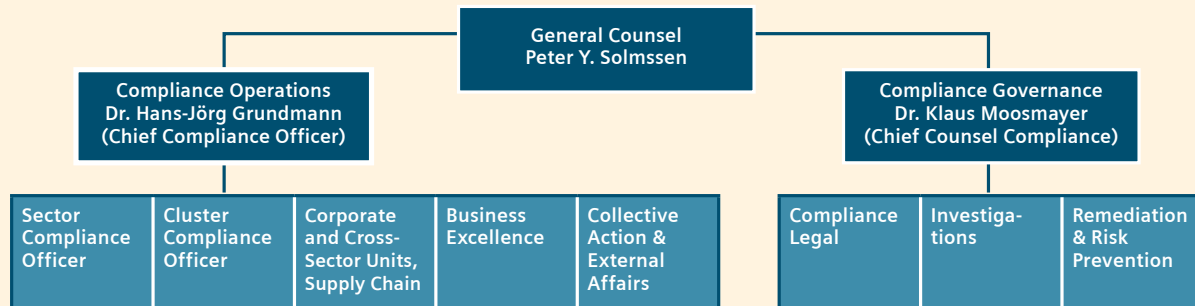 General Counsel
Peter Y. Solmssen
Compliance Operations
Dr. Hans-Jörg Grundmann
(Chief Compliance Officer)
Compliance Governance
Dr. Klaus Moosmayer
(Chief Counsel Compliance)
Sector
Compliance
Officer
Cluster
Compliance
Officer
Corporate
and Cross-
Sector Units,
Supply Chain
Business
Excellence
Collective
Action &
External
Affairs
Compliance
Legal
Investiga-
tions
Remediation
& Risk
Prevention